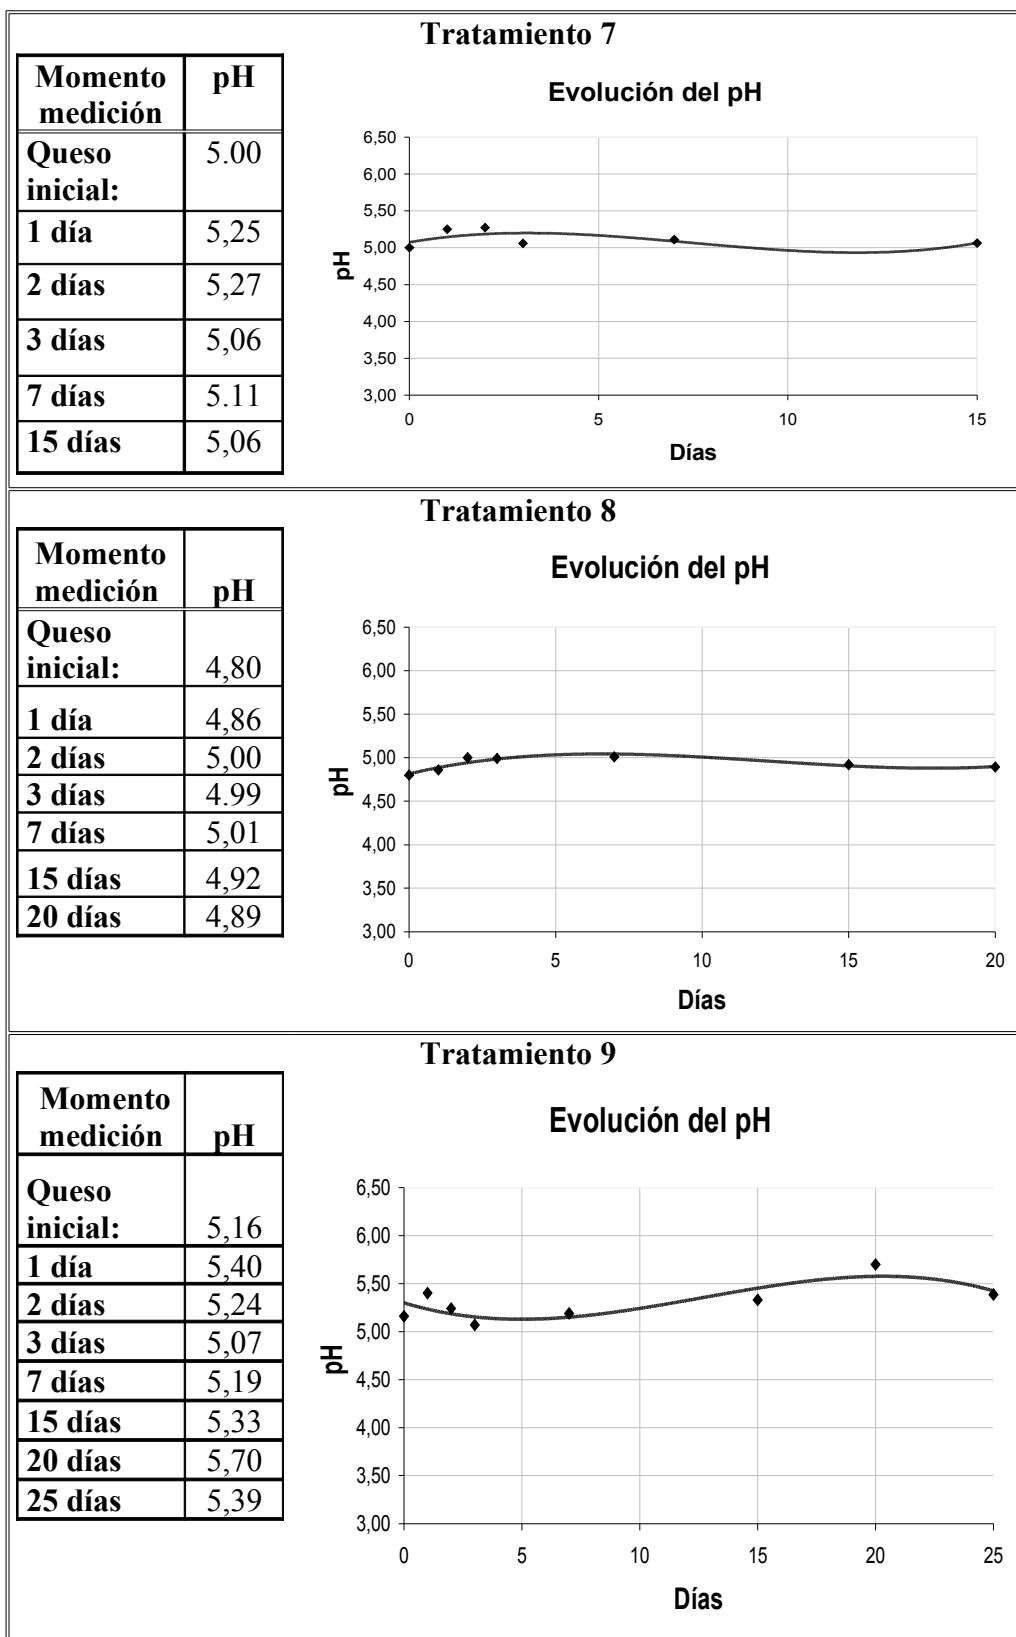 Tratamiento 7
Momento pH
medición
Queso 5.00
inicial:
1 día 5,25
2 días 5,27
3 días 5,06
7 días 5.11
15 días 5,06
Evolución del pH
6,50
6,00
5,50
5,00
4,50
4,00
3,50
3,00
pH
0 5 10 15
Días
Tratamiento 8
Momento
medición pH
Queso
inicial: 4,80
1 día 4,86
2 días 5,00
3 días 4.99
7 días 5,01
15 días 4,92
20 días 4,89
Evolución del pH
6,50
6,00
5,50
5,00
4,50
4,00
3,50
3,00
pH
0 5 10 15 20
Días
Tratamiento 9
Momento
medición pH
Queso
inicial: 5,16
1 día 5,40
2 días 5,24
3 días 5,07
7 días 5,19
15 días 5,33
20 días 5,70
25 días 5,39
Evolución del pH
6,50
6,00
5,50
5,00
4,50
4,00
3,50
3,00
pH
0 5 10 15 20 25
Días